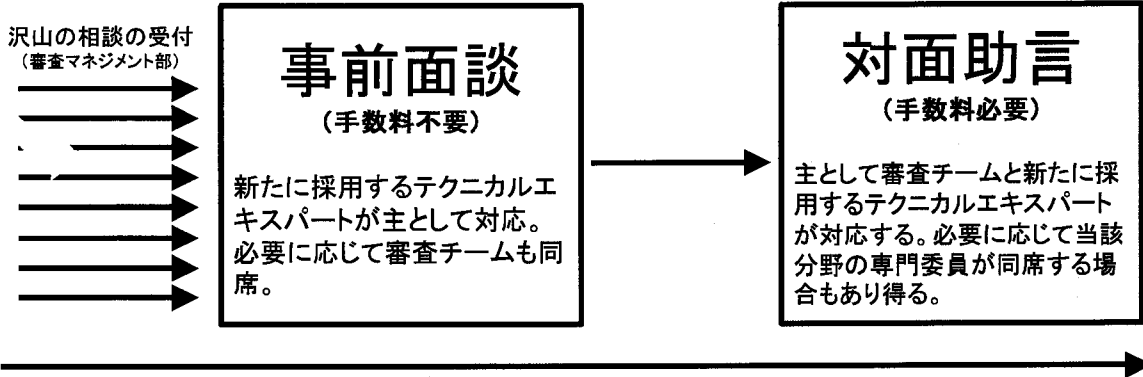 沢山の相談の受付
（審査マネジメント部）
事前面談
（手数料不要）
新たに採用するテクニカルエ
キスパートが主として対応。
必要に応じて審査チームも同
席。
対面助言
（手数料必要）
主として審査チームと新たに採
用するテクニカルエキスパート
が対応する。必要に応じて当該
分野の専門委員が同席する場
合もあり得る。